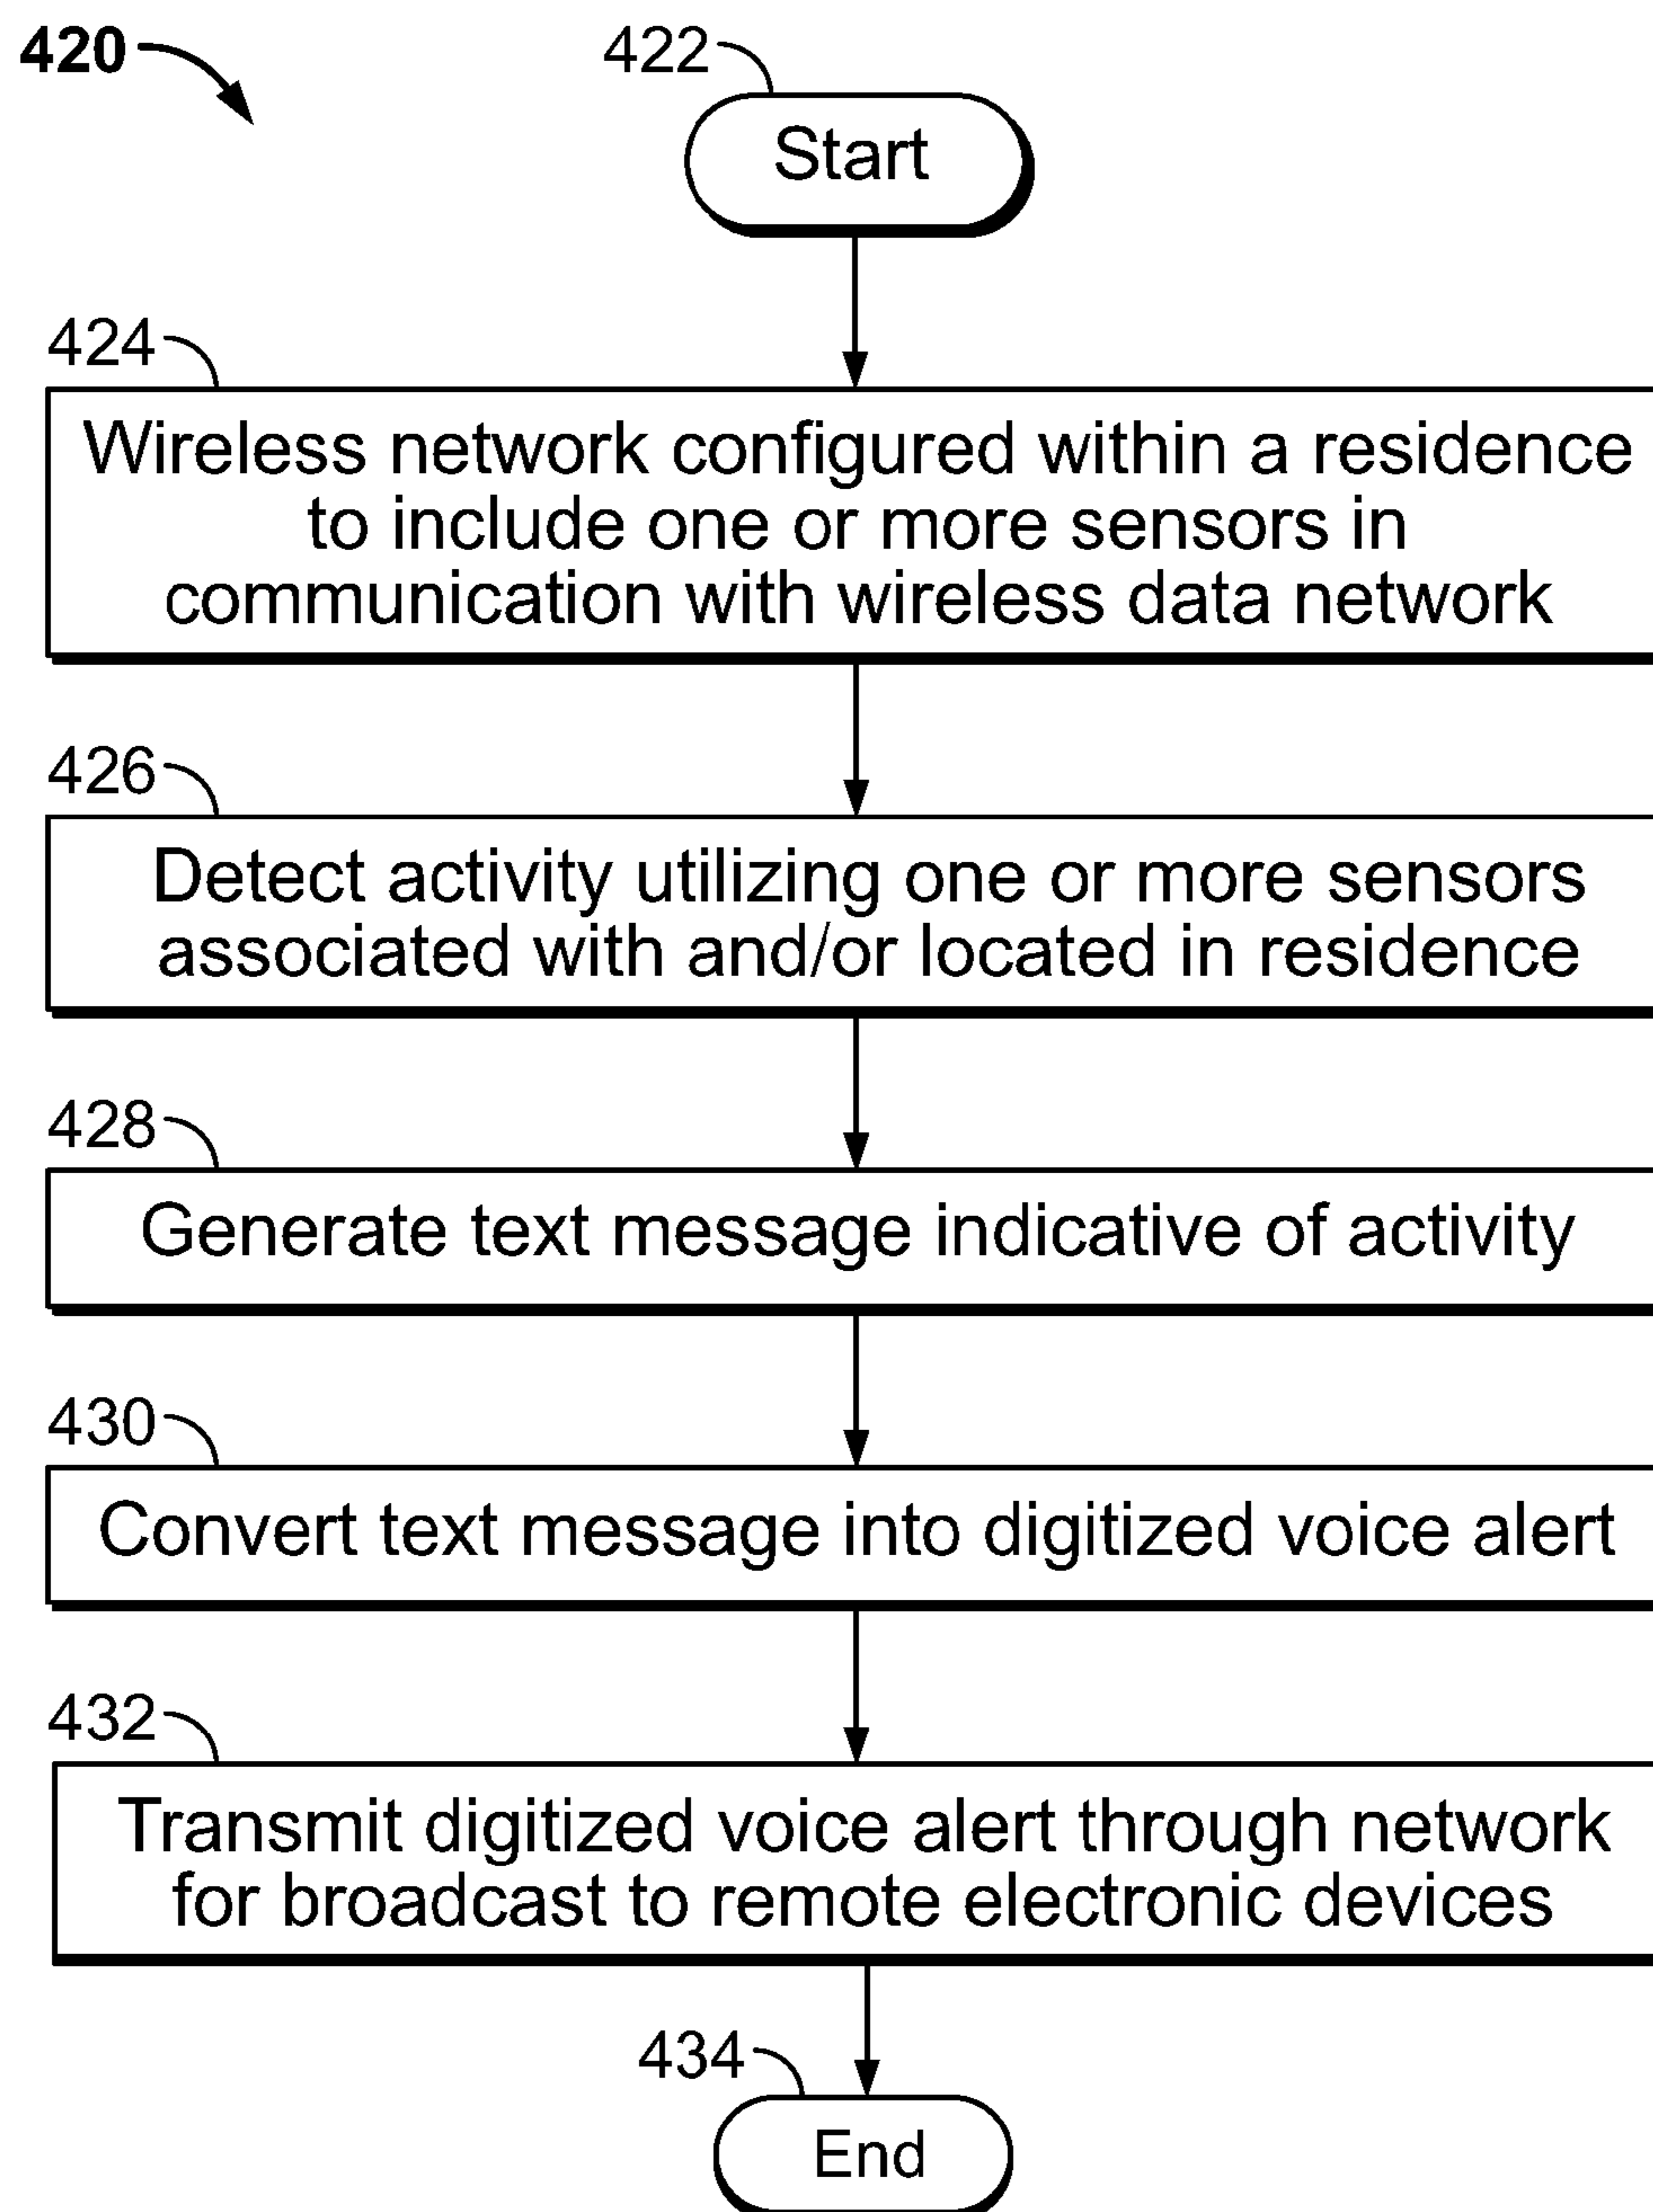 420
422
Start
424
Wireless network configured within a residence
to include one or more sensors in
communication with wireless data network
426
Detect activity utilizing one or more sensors
associated with and/or located in residence
428
Generate text message indicative of activity
430
Convert text message into digitized voice alert
432
Transmit digitized voice alert through network
for broadcast to remote electronic devices
434
End